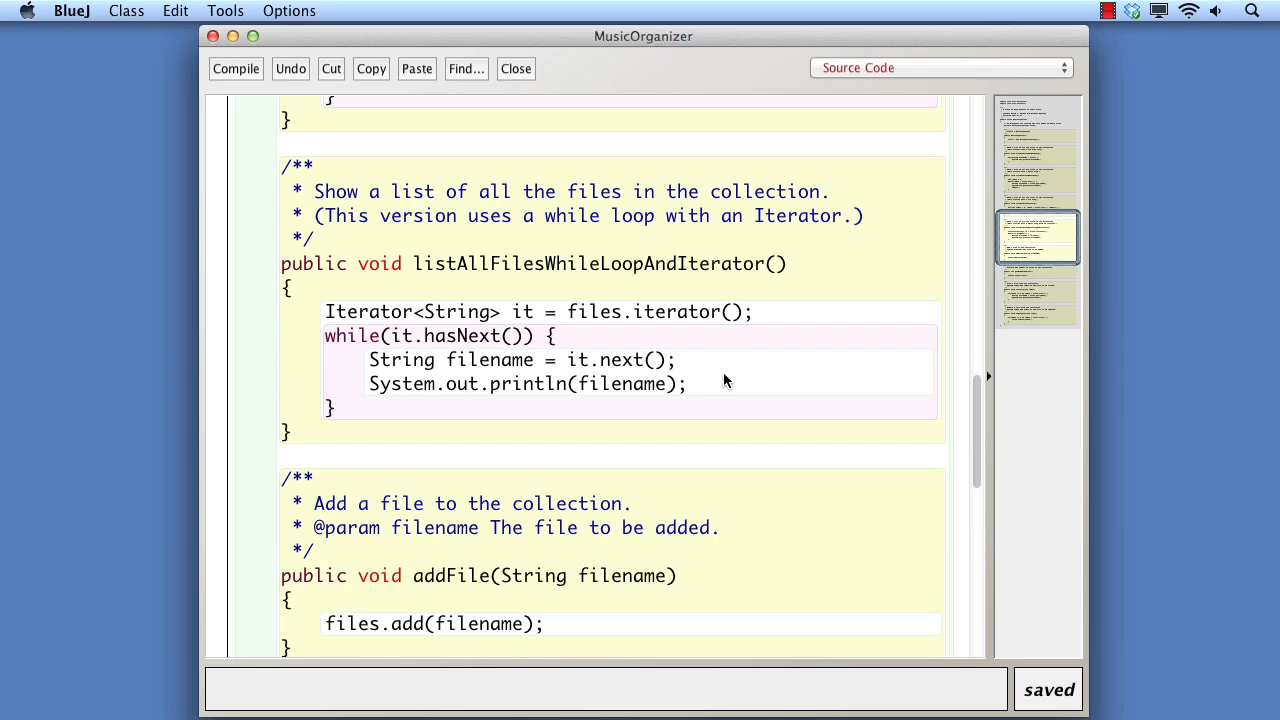 BlueJ Class Edit Tools Options
MusicOrganizer
Compile Undo Cut Copy Paste Find... Close Source Code
}
}
/**
* Show a list of all the files in the collection.
* (This version uses a while loop with an Iterator.)
*/
public void listAllFilesWhileLoopAndIterator()
{
Iterator<String> it = files.iterator();
while(it.hasNext()) {
String filename = it.next();
System.out.println(filename);
}
}
/**
* Add a file to the collection.
* @param filename The file to be added.
*/
public void addFile(String filename)
{
files.add(filename);
}
saved